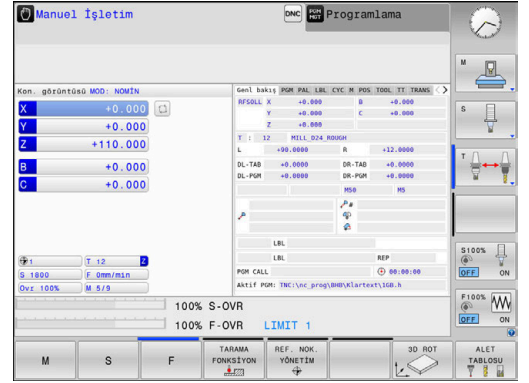 Manuel İşletim
DNC
PGM MGT
Programlama
Kon. görüntüsü MOD: NOMİN
X +0.000
Y +0.000
Z +110.000
B +0.000
C +0.000
1 T 12 Z
S 1800 F 0mm/min
Ovr 100% M 5/9
Genl bakış PGM PAL LBL CYC M POS TOOL TT TRANS
RFSOLL X +0.000 B +0.000
Y +0.000 C +0.000
Z +0.000
T : 12 MILL_D24_ROUGH
L +90.0000 R +12.0000
DL-TAB +0.0000 DR-TAB +0.0000
DL-PGM +0.0000 DR-PGM +0.0000
M50 M5
P
LBL
LBL REP
PGM CALL 00:00:00
Aktif PGM: TNC:\nc_prog\BHB\Klartext\1GB.h
100% S-OVR
100% F-OVR LIMIT 1
M
S
F
TARAMA FONKSİYON
REF. NOK. YÖNETİM
3D ROT
ALET TABLOSU
M
S
T
S100%
OFF ON
F100%
OFF ON